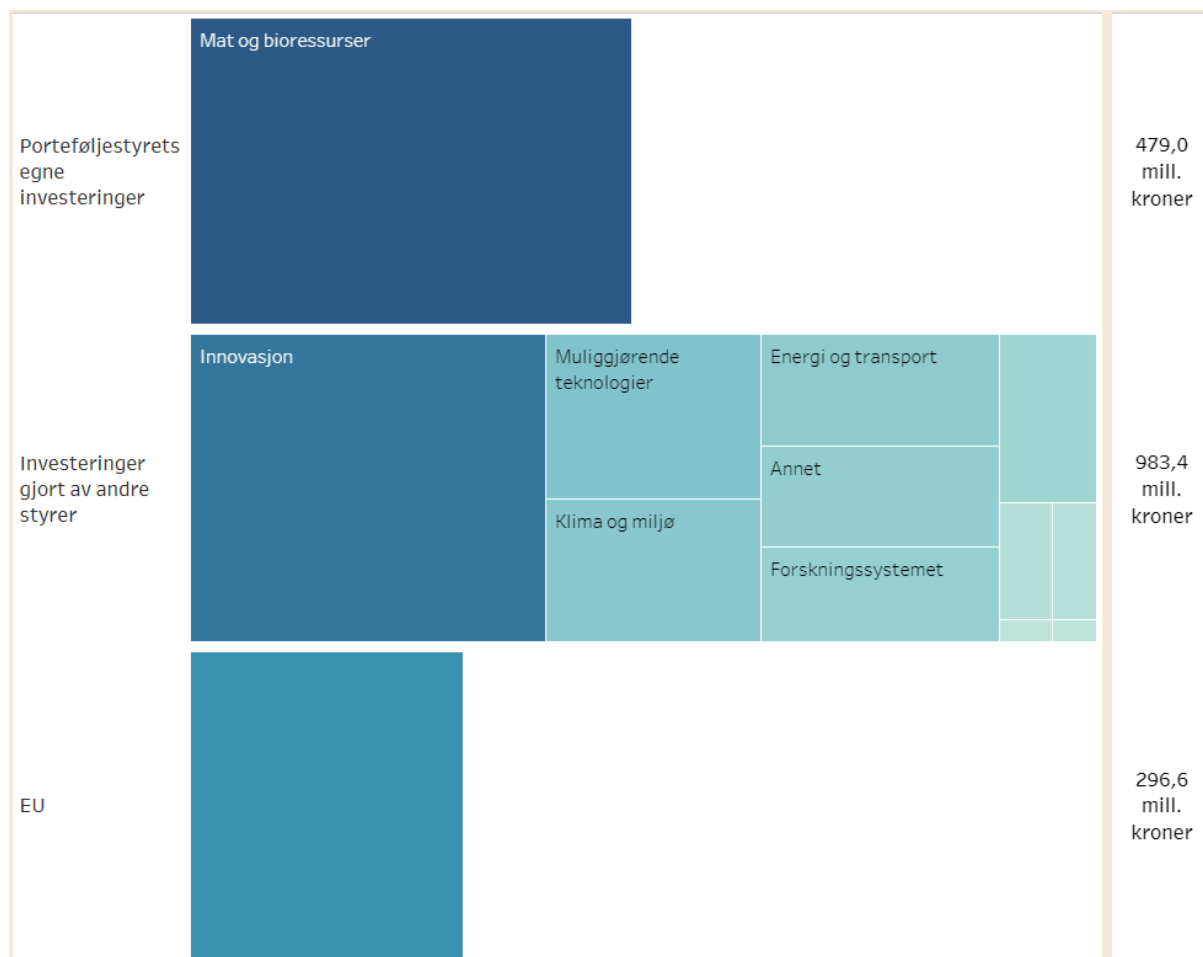 Mat og bioressurser
Porteføljestyrets
egne
investeringer
479,0
mill.
kroner
Innovasjon
Muliggjørende
teknologier
Energi og transport
Klima og miljø
Annet
Forskningssystemet
Investeringer
gjort av andre
styrer
983,4
mill.
kroner
EU
296,6
mill.
kroner